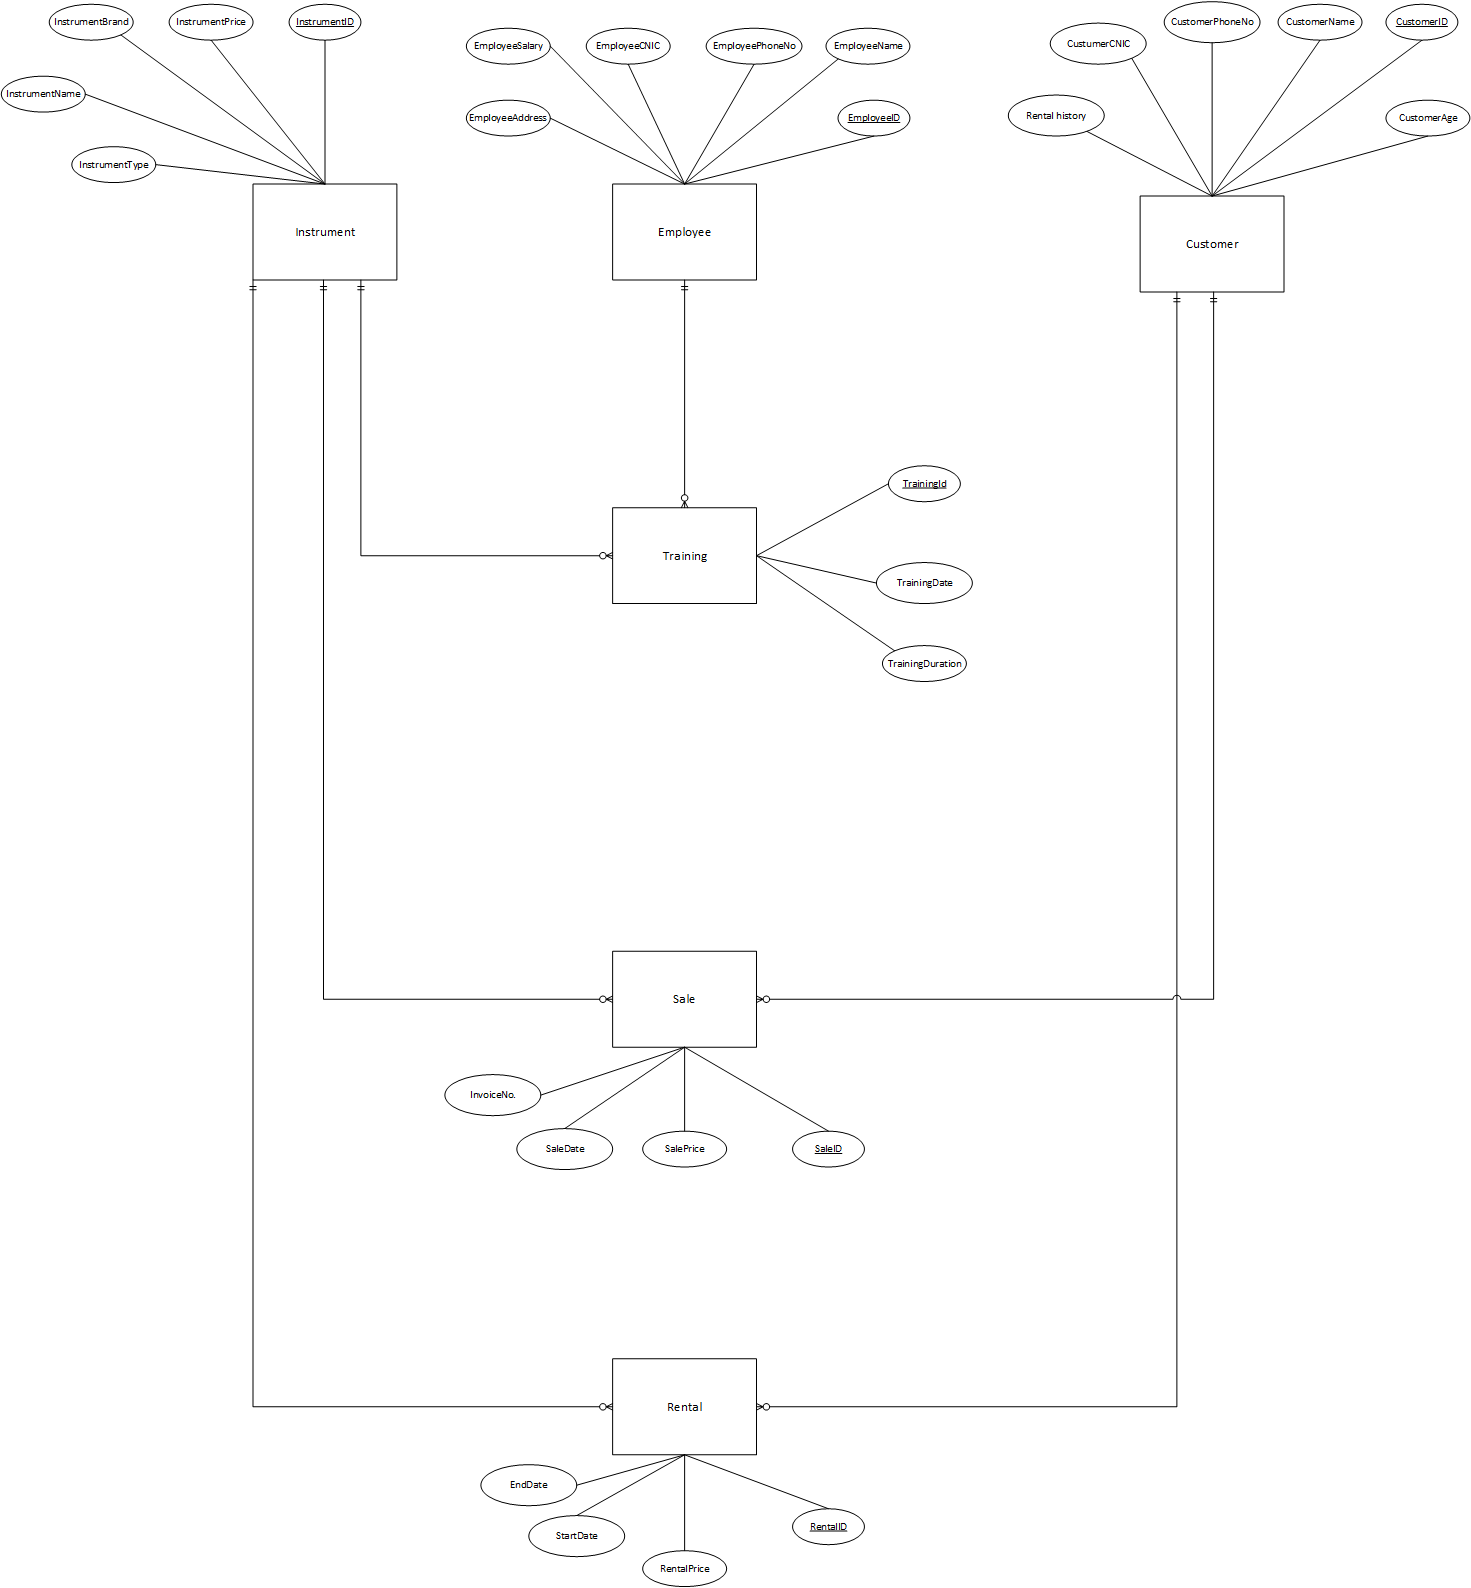 InstrumentBrand
InstrumentPrice
InstrumentID
InstrumentName
InstrumentType
Instrument
EmployeeSalary
EmployeeCNIC
EmployeePhoneNo
EmployeeName
EmployeeAddress
EmployeeID
Employee
CustumerCNIC
CustomerPhoneNo
CustomerName
CustomerID
Rental history
CustomerAge
Customer
TrainingId
Training
TrainingDate
TrainingDuration
Sale
InvoiceNo.
SaleDate
SalePrice
SaleID
Rental
EndDate
StartDate
RentalPrice
RentalID